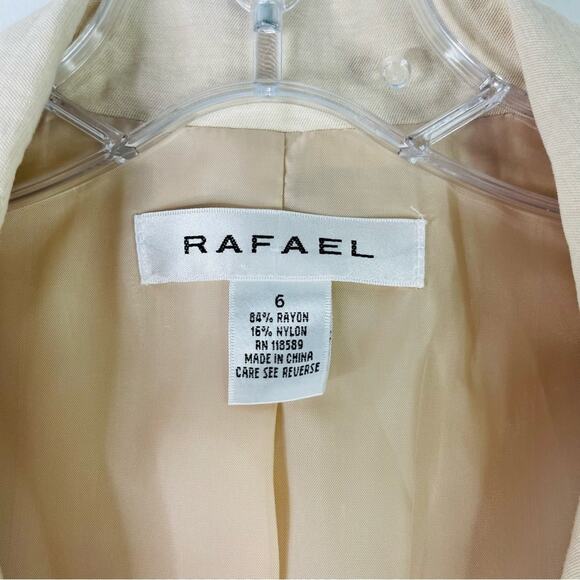 RAFAEL
6
84% RAYON
16% NYLON
RN 118589
MADE IN CHINA
CARE SEE REVERSE